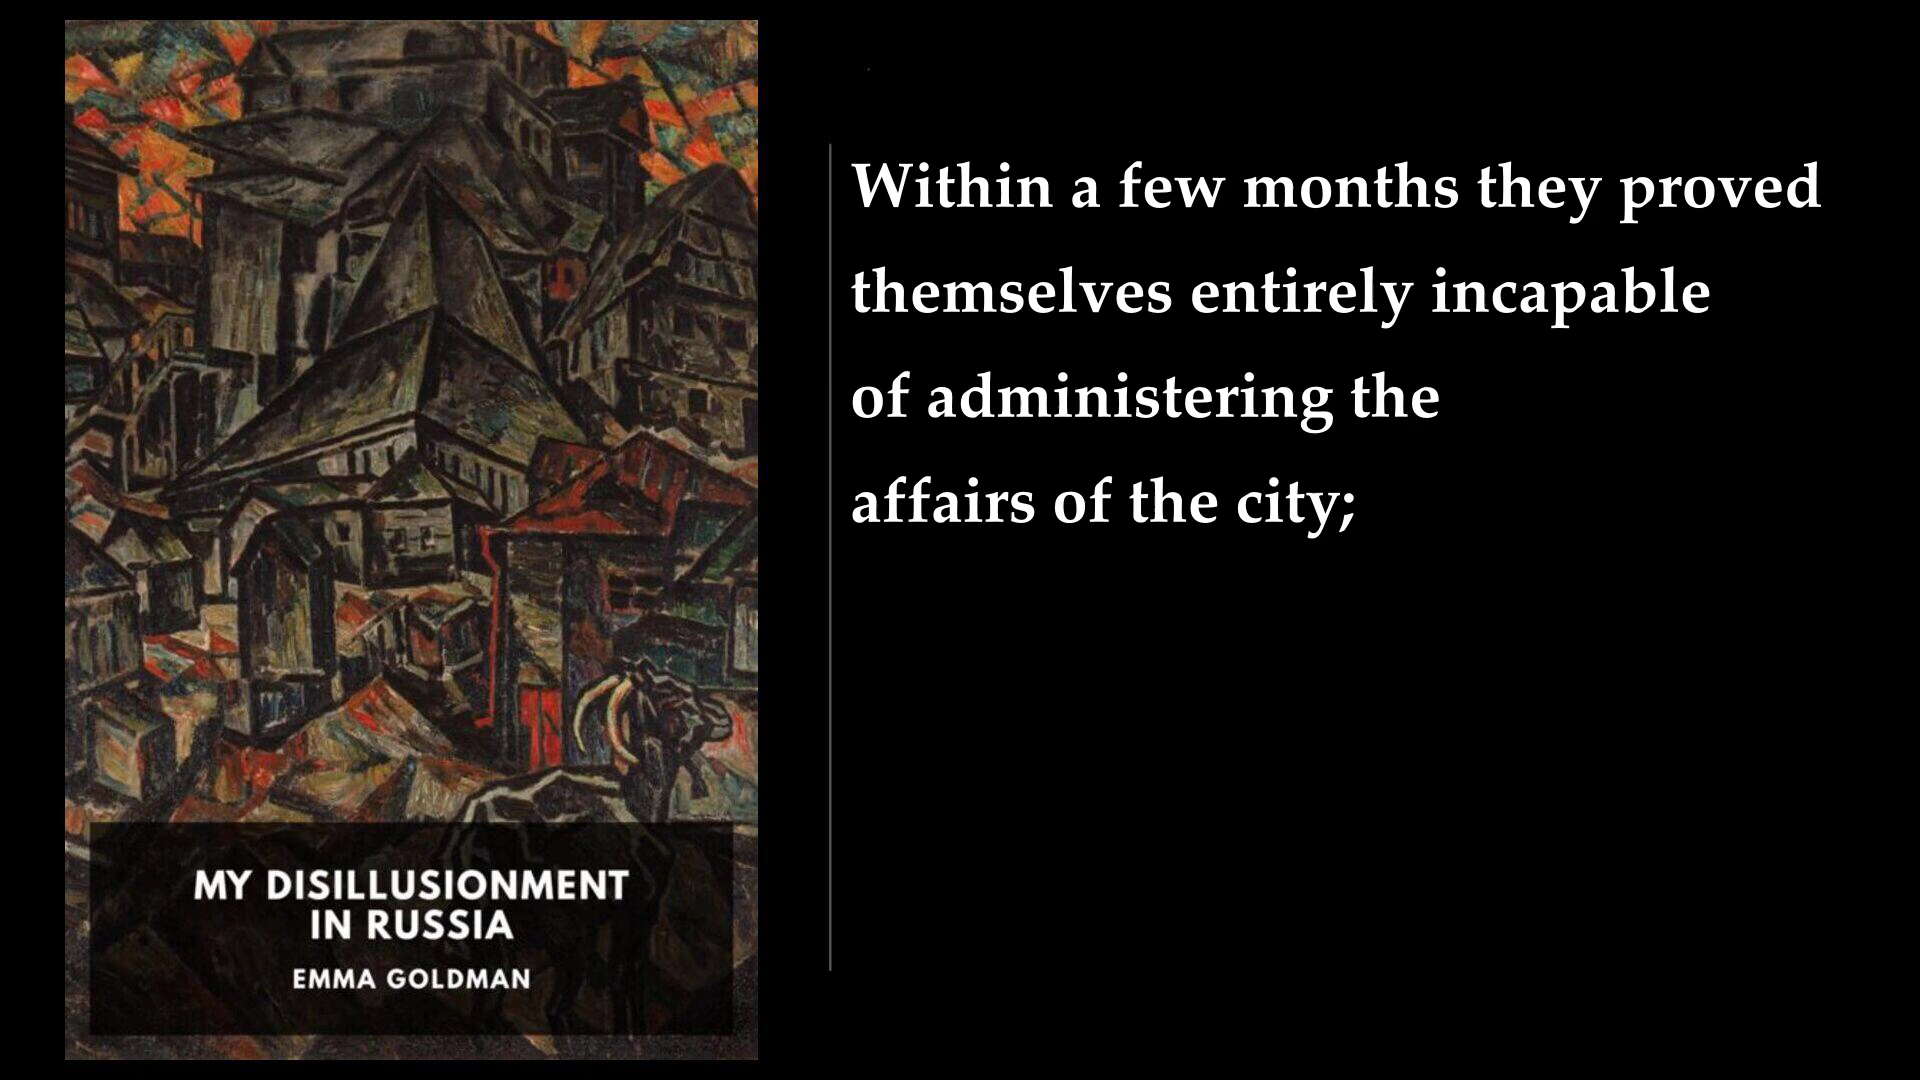 MY DISILLUSIONMENT
IN RUSSIA
EMMA GOLDMAN
Within a few months they proved
themselves entirely incapable
of administering the
affairs of the city;